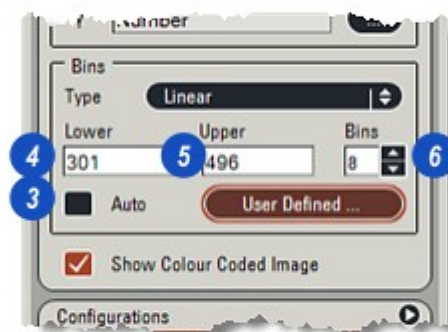 Y Number ...
Bins
Type Linear
Lower Upper Bins
4 301 5 496 8 6
3 Auto User Defined ...
Show Colour Coded Image
Configurations